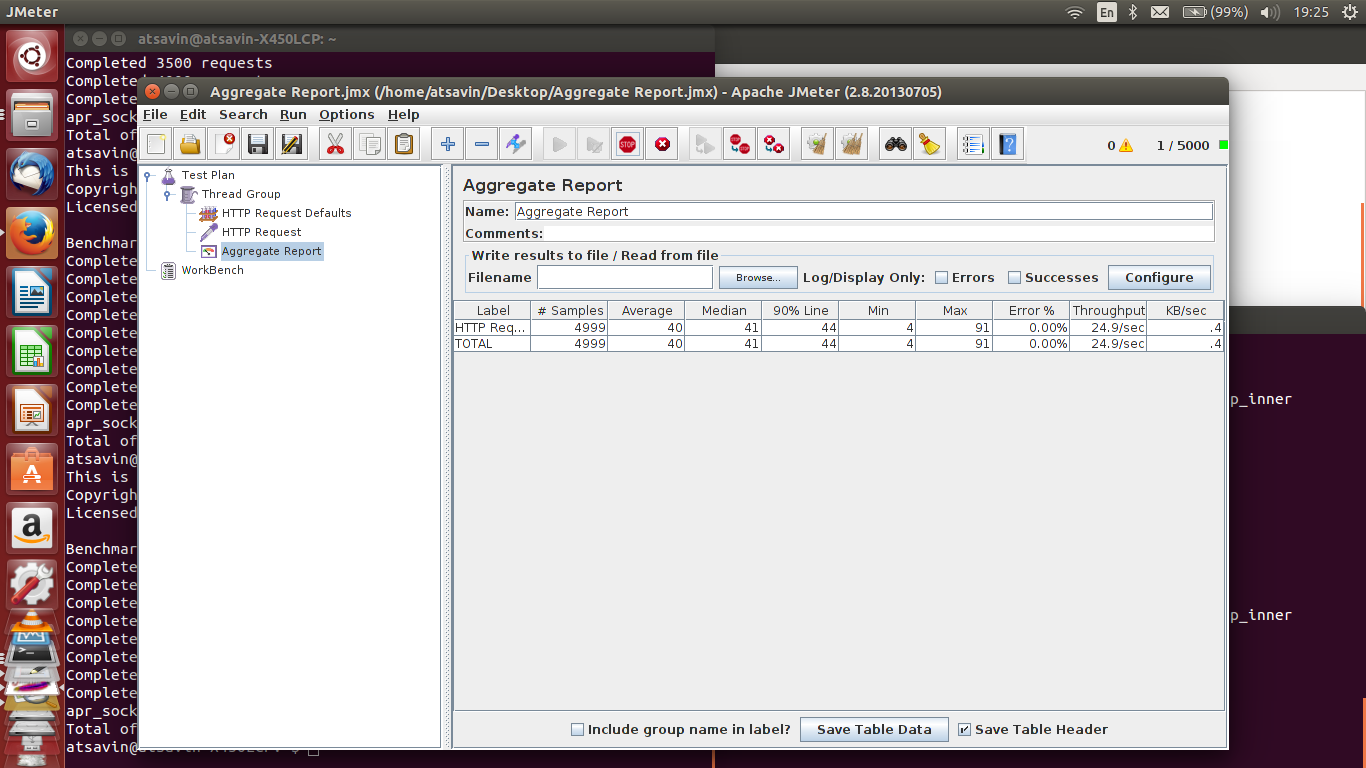 JMeter
En
(99%)
19:25
atsavin@atsavin-X450LCP: ~
Completed 3500 requests
Complete
Complete
apr_sock
Total of
atsavin@
This is
Copyrigh
Licensed
Benchmar
Complete
Complete
Complete
Complete
Complete
Complete
Complete
Complete
Complete
apr_sock
Total of
atsavin@
This is
Copyrigh
Licensed
Benchmar
Complete
Complete
Complete
Complete
Complete
Complete
Complete
Complete
apr_sock
Total of
Aggregate Report.jmx (/home/atsavin/Desktop/Aggregate Report.jmx) - Apache JMeter (2.8.20130705)
File Edit Search Run Options Help
STOP
0 1 / 5000
Test Plan
Thread Group
HTTP Request Defaults
HTTP Request
Aggregate Report
WorkBench
Aggregate Report
Name: Aggregate Report
Comments:
Write results to file / Read from file
Filename Browse... Log/Display Only: Errors Successes Configure
Label # Samples Average Median 90% Line Min Max Error % Throughput KB/sec
HTTP Req... 4999 40 41 44 4 91 0.00% 24.9/sec .4
TOTAL 4999 40 41 44 4 91 0.00% 24.9/sec .4
Include group name in label? Save Table Data Save Table Header
p_inner
p_inner